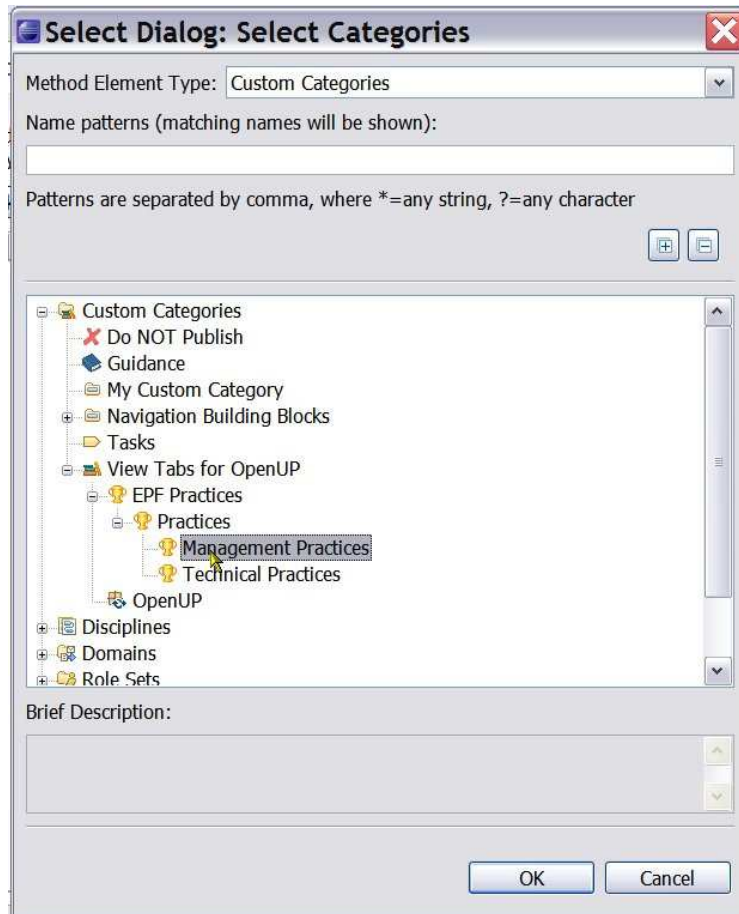 Select Dialog: Select Categories
Method Element Type: Custom Categories
Name patterns (matching names will be shown):
Patterns are separated by comma, where *=any string, ?=any character
Custom Categories
Do NOT Publish
Guidance
My Custom Category
Navigation Building Blocks
Tasks
View Tabs for OpenUP
EPF Practices
Practices
Management Practices
Technical Practices
OpenUP
Disciplines
Domains
Role Sets
Brief Description:
OK Cancel